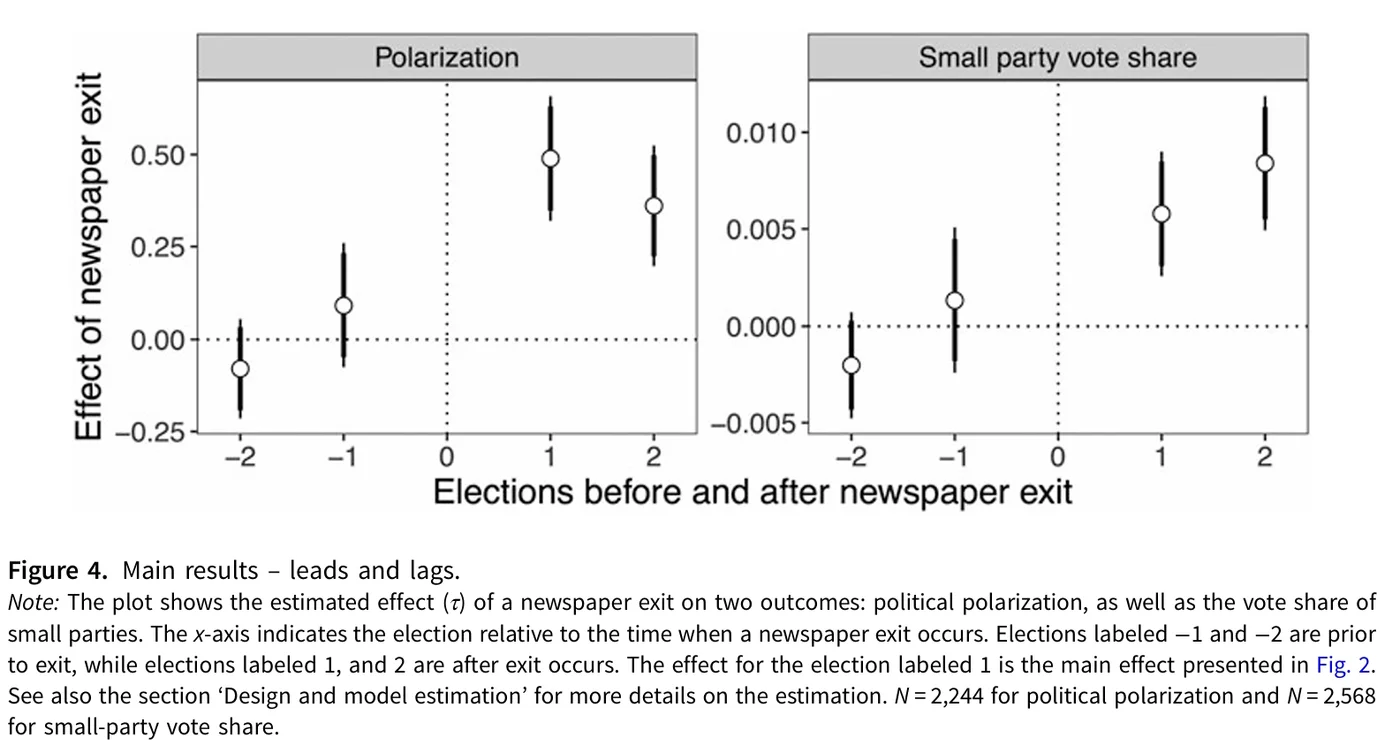 Polarization
Small party vote share
Effect of newspaper exit
0.50
0.25
0.00
−0.25
0.010
0.005
0.000
−0.005
−2 −1 0 1 2
−2 −1 0 1 2
Elections before and after newspaper exit
Figure 4. Main results – leads and lags.
Note: The plot shows the estimated effect (τ) of a newspaper exit on two outcomes: political polarization, as well as the vote share of
small parties. The x-axis indicates the election relative to the time when a newspaper exit occurs. Elections labeled −1 and −2 are prior
to exit, while elections labeled 1, and 2 are after exit occurs. The effect for the election labeled 1 is the main effect presented in Fig. 2.
See also the section ‘Design and model estimation’ for more details on the estimation. N = 2,244 for political polarization and N = 2,568
for small-party vote share.